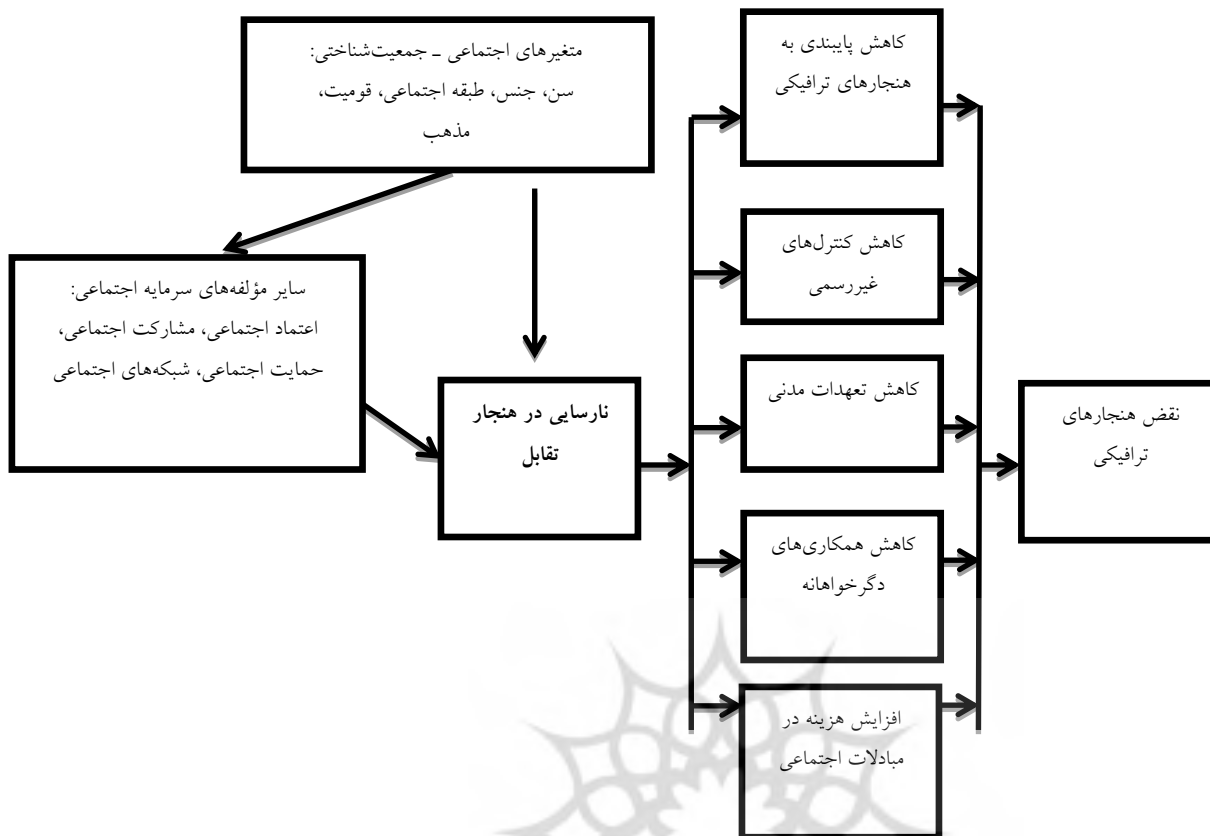 متغیرهای اجتماعی ـ جمعیت‌شناختی:
سن، جنس، طبقه اجتماعی، قومیت،
مذهب
سایر مؤلفه‌های سرمایه اجتماعی:
اعتماد اجتماعی، مشارکت اجتماعی،
حمایت اجتماعی، شبکه‌های اجتماعی
نارسایی در هنجار
تقابل
کاهش پایبندی به
هنجارهای ترافیکی
کاهش کنترل‌های
غیررسمی
کاهش تعهدات مدنی
کاهش همکاری‌های
دگرخواهانه
افزایش هزینه در
مبادلات اجتماعی
نقض هنجارهای
ترافیکی